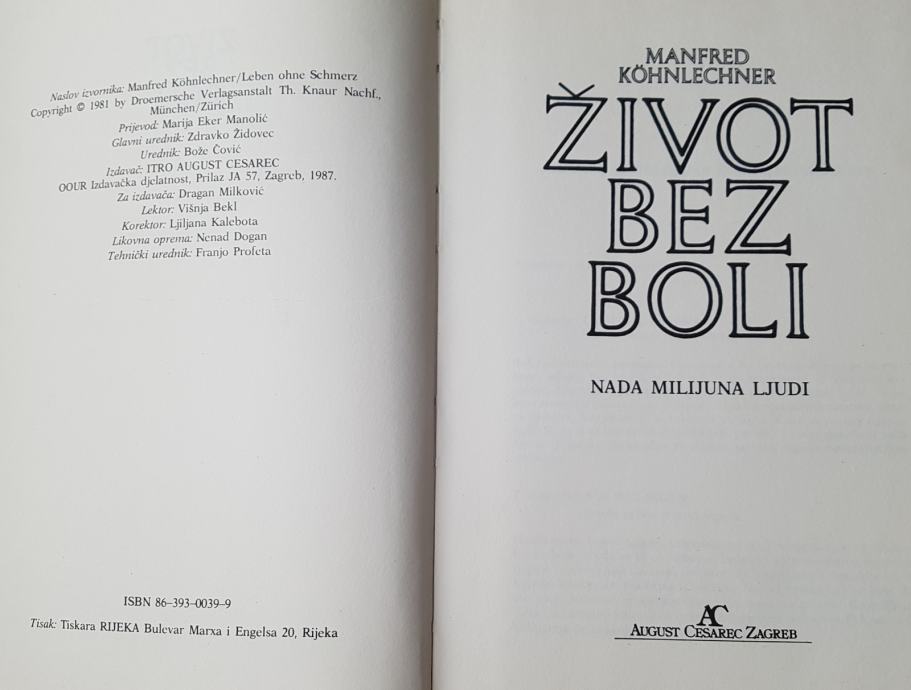 Naslov izvornika: Manfred Köhnlechner/Leben ohne Schmerz
Copyright © 1981 by Droemersche Verlagsanstalt Th. Knaur Nachf.,
München/Zürich
Prijevod: Marija Eker Manolić
Glavni urednik: Zdravko Židovec
Urednik: Bože Čović
Izdavač: ITRO AUGUST CESAREC
OOUR Izdavačka djelatnost, Prilaz JA 57, Zagreb, 1987.
Za izdavača: Dragan Milković
Lektor: Višnja Bekl
Korektor: Ljiljana Kalebota
Likovna oprema: Nenad Dogan
Tehnički urednik: Franjo Profeta
ISBN 86–393–0039–9
Tisak: Tiskara RIJEKA Bulevar Marxa i Engelsa 20, Rijeka
MANFRED
KÖHNLECHNER
ŽIVOT
BEZ
BOLI
NADA MILIJUNA LJUDI
AC
AUGUST CESAREC ZAGREB